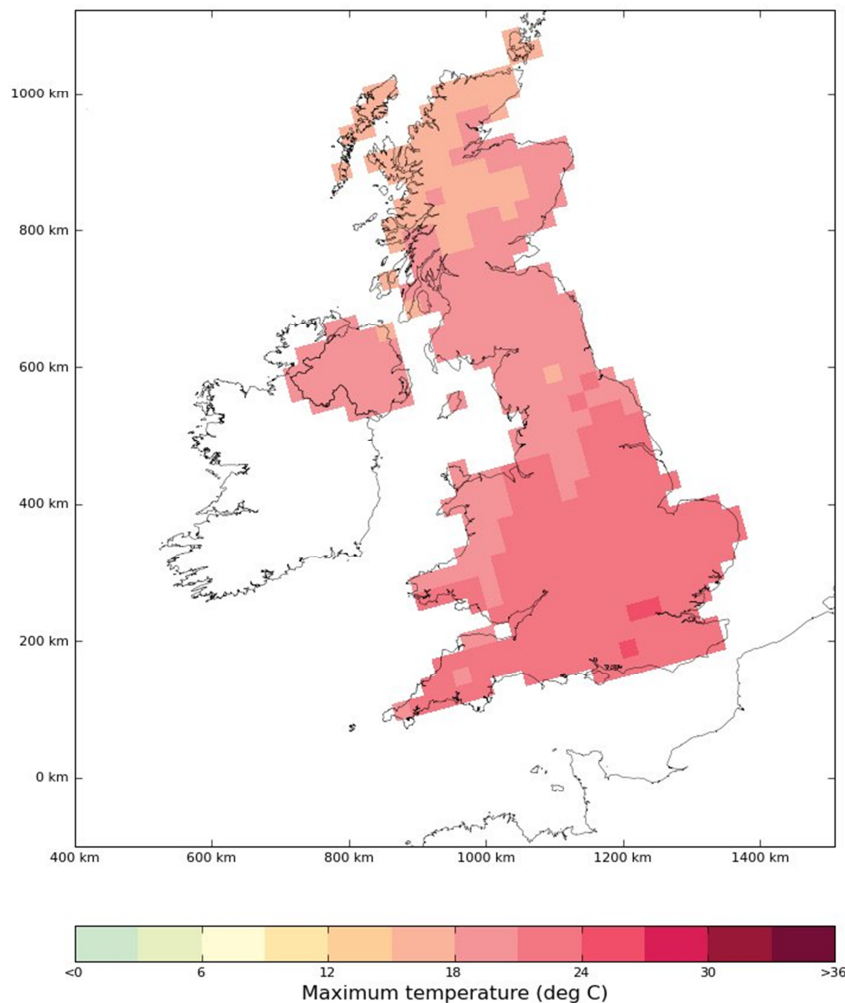 1000 km
800 km
600 km
400 km
200 km
0 km
400 km 600 km 800 km 1000 km 1200 km 1400 km
<0 6 12 18 24 30 >36
Maximum temperature (deg C)